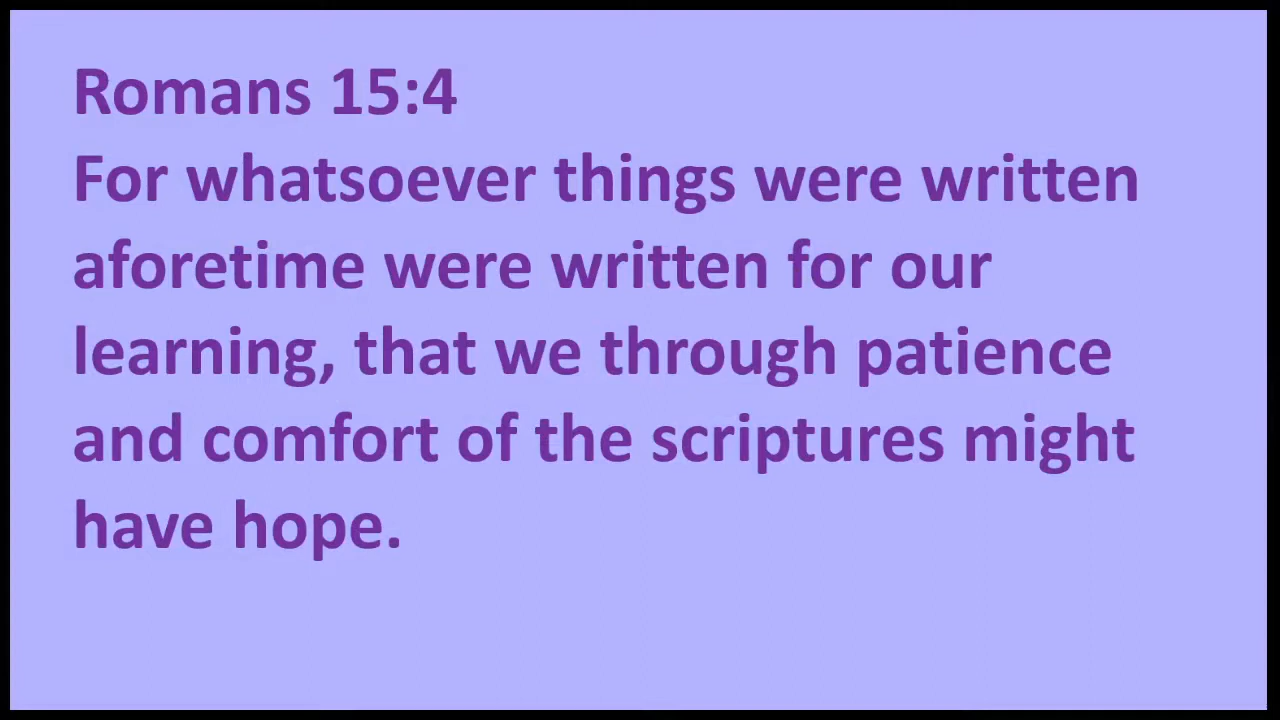 Romans 15:4
For whatsoever things were written
aforetime were written for our
learning, that we through patience
and comfort of the scriptures might
have hope.